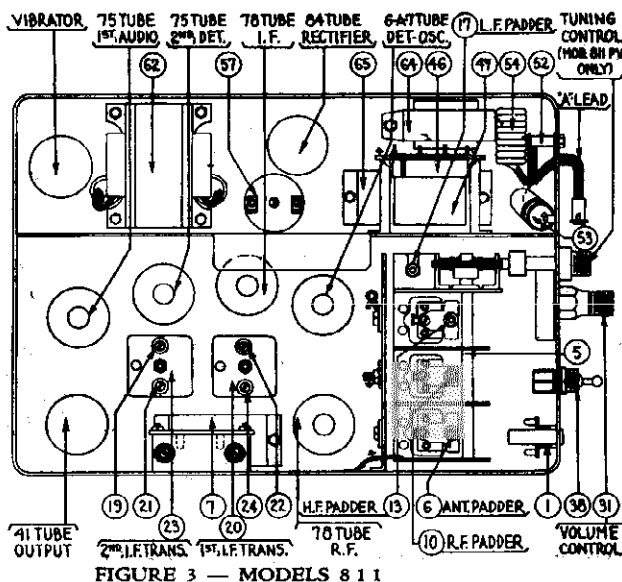 VIBRATOR
75 TUBE
1ST. AUDIO
75 TUBE
2ND. DET.
78 TUBE
I.F.
84 TUBE
RECTIFIER
6-A7 TUBE
DET-OSC.
17 L.F. PADDER
TUNING
CONTROL
(MOD. 811 PV
ONLY)
62
57
65
64
46
47
54
52
"A" LEAD
53
5
19
21
23
7
20
24
22
H.F. PADDER
13
6 ANT. PADDER
1
38
31
41 TUBE
OUTPUT
2ND. I.F. TRANS.
1ST. I.F. TRANS.
78 TUBE
R.F.
10 R.F. PADDER
VOLUME
CONTROL
FIGURE 3 — MODELS 811